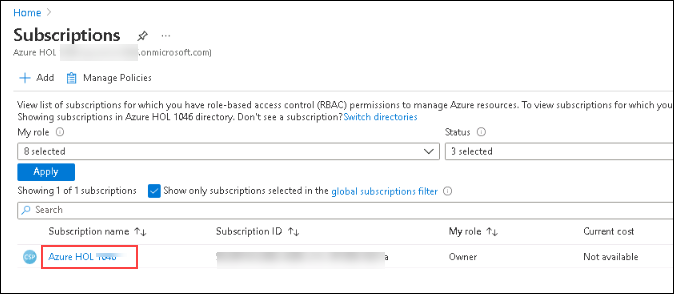 Home
Subscriptions
Azure HOL .onmicrosoft.com)
Add Manage Policies
View list of subscriptions for which you have role-based access control (RBAC) permissions to manage Azure resources. To view subscriptions for which you
Showing subscriptions in Azure HOL 1046 directory. Don't see a subscription? Switch directories
My role Status
8 selected 3 selected
Apply
Showing 1 of 1 subscriptions Show only subscriptions selected in the global subscriptions filter
Search
Subscription name Subscription ID My role Current cost
CSP Azure HOL a Owner Not available